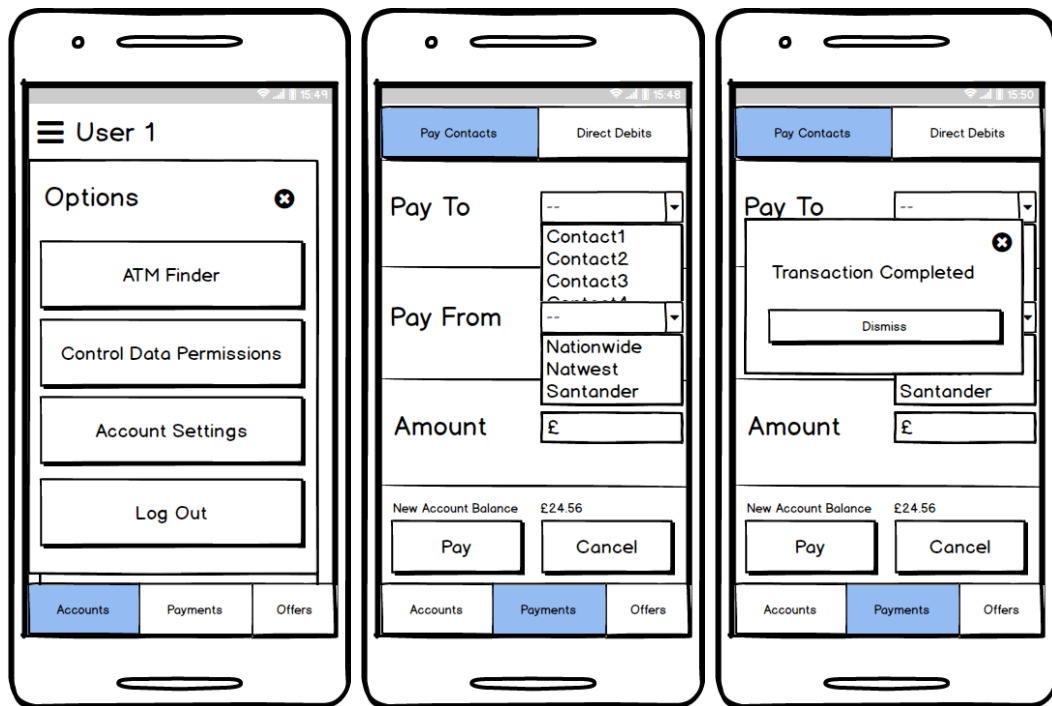 15:49
User 1
Options
ATM Finder
Control Data Permissions
Account Settings
Log Out
Accounts Payments Offers
15:48
Pay Contacts Direct Debits
Pay To --
Contact1
Contact2
Contact3
Contact4
Pay From --
Nationwide
Natwest
Santander
Amount £
New Account Balance £24.56
Pay Cancel
Accounts Payments Offers
15:50
Pay Contacts Direct Debits
Pay To --
Transaction Completed
Dismiss
Santander
Amount £
New Account Balance £24.56
Pay Cancel
Accounts Payments Offers